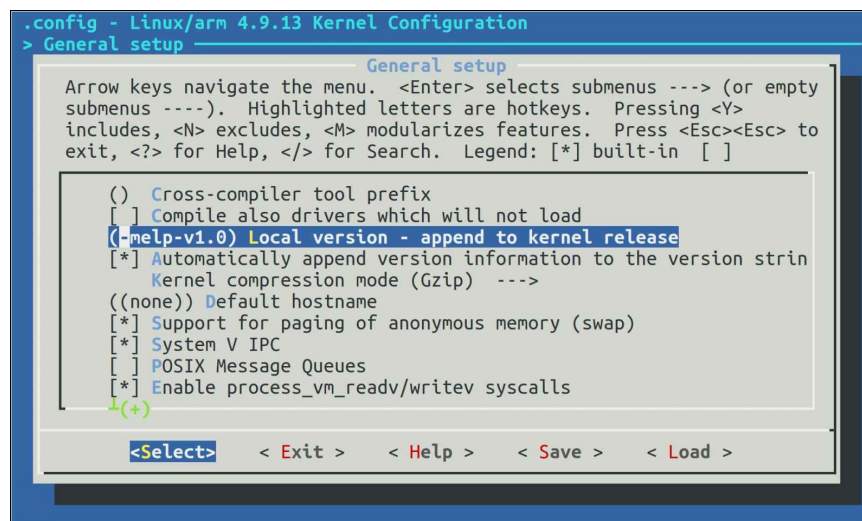 .config - Linux/arm 4.9.13 Kernel Configuration
> General setup
General setup
Arrow keys navigate the menu. <Enter> selects submenus ---> (or empty
submenus ----). Highlighted letters are hotkeys. Pressing <Y>
includes, <N> excludes, <M> modularizes features. Press <Esc><Esc> to
exit, <?> for Help, </> for Search. Legend: [*] built-in [ ]
() Cross-compiler tool prefix
[ ] Compile also drivers which will not load
(-melp-v1.0) Local version - append to kernel release
[*] Automatically append version information to the version strin
Kernel compression mode (Gzip) --->
((none)) Default hostname
[*] Support for paging of anonymous memory (swap)
[*] System V IPC
[ ] POSIX Message Queues
[*] Enable process_vm_readv/writev syscalls
┴(+)
<Select> < Exit > < Help > < Save > < Load >